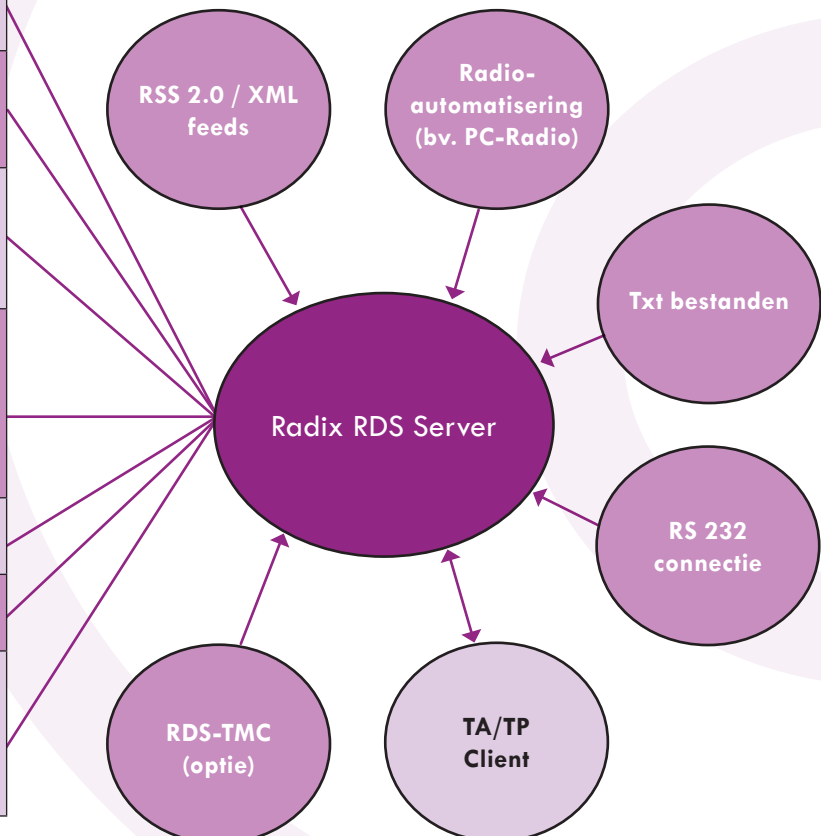 RSS 2.0 / XML
feeds
Radio-
automatisering
(bv. PC-Radio)
Txt bestanden
Radix RDS Server
RS 232
connectie
RDS-TMC
(optie)
TA/TP
Client